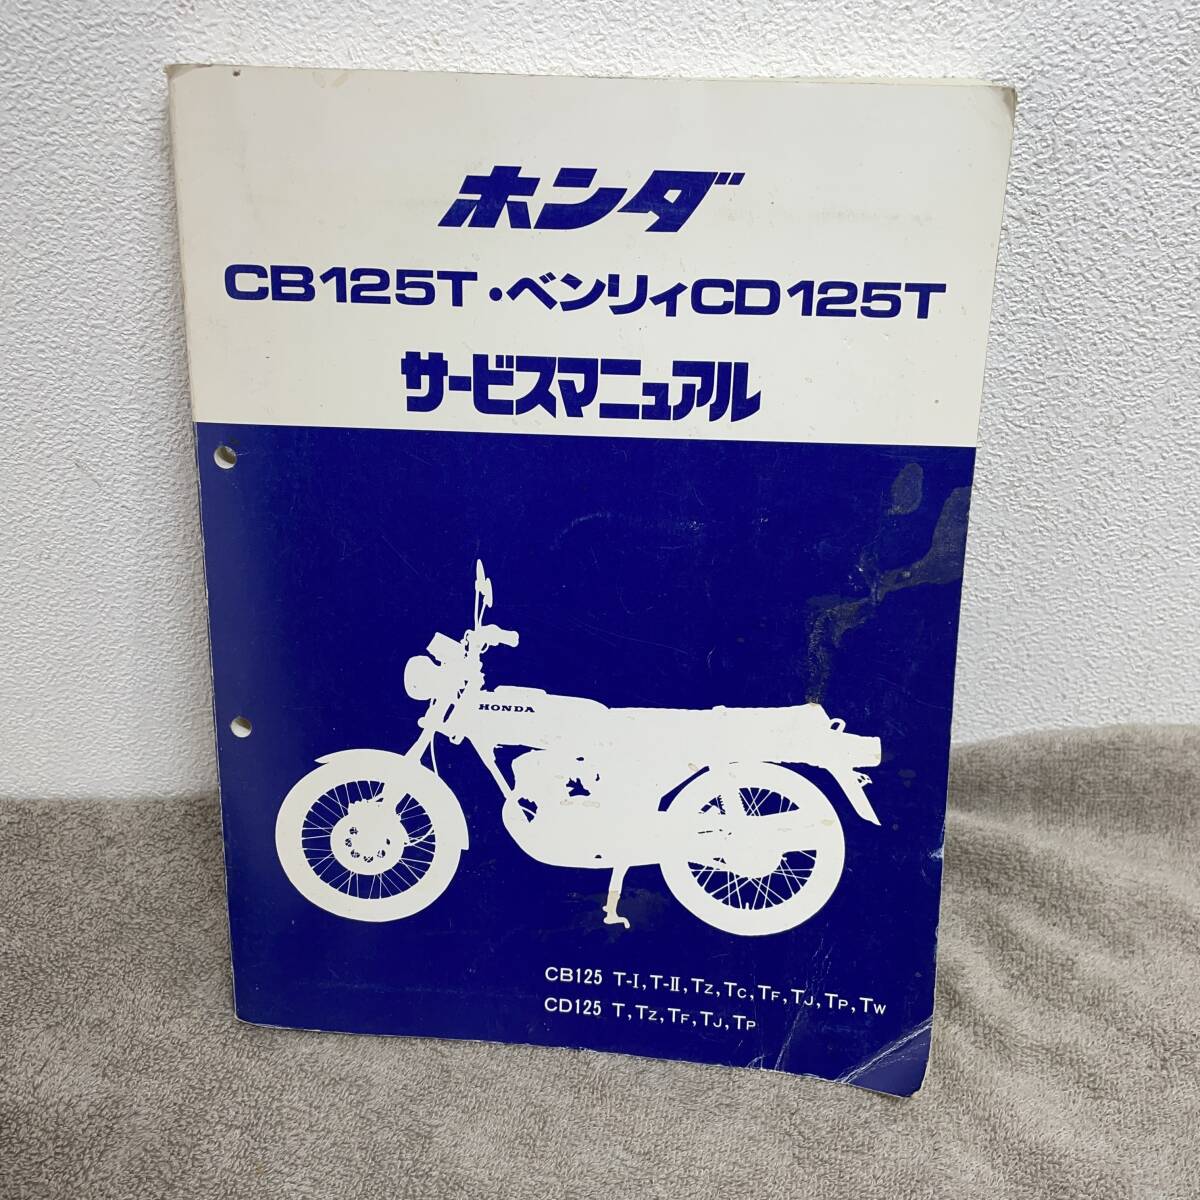 ホンダ
CB125T・ベンリィCD125T
サービスマニュアル
HONDA
CB125 T-I, T-II, Tz, Tc, TF, TJ, TP, Tw
CD125 T, Tz, TF, TJ, TP